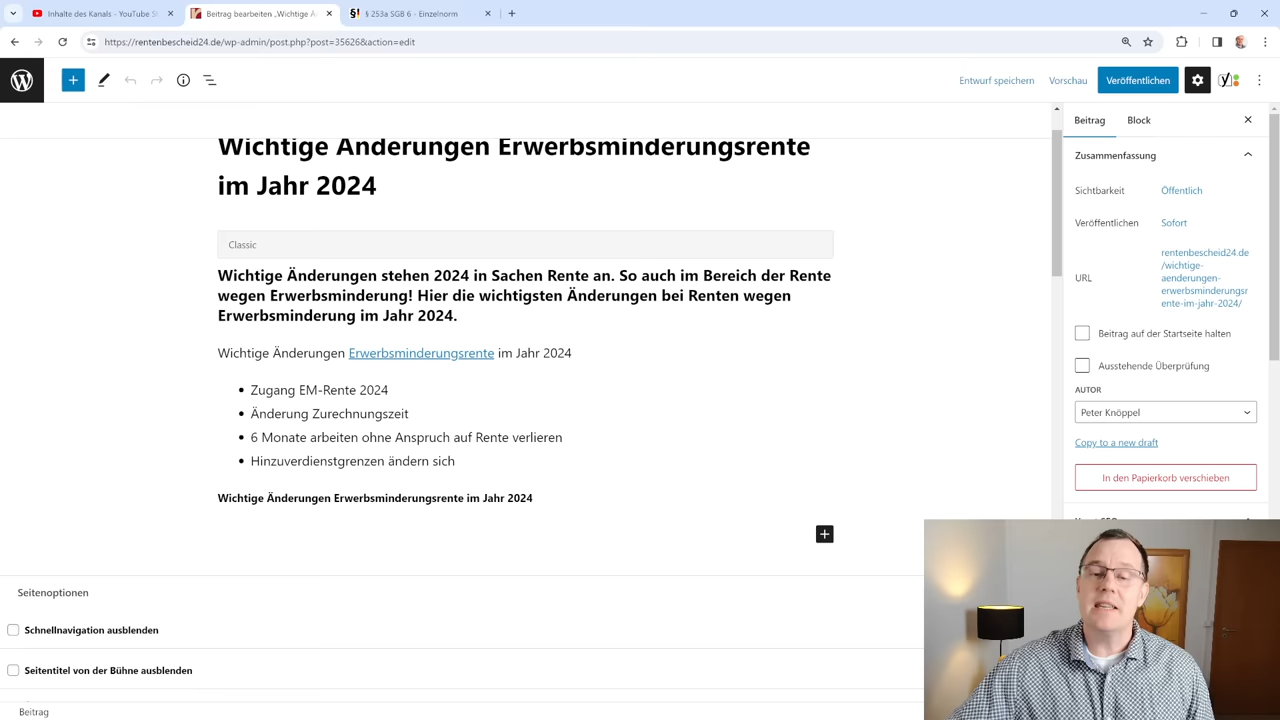 Inhalte des Kanals - YouTube St
Beitrag bearbeiten „Wichtige Ä
§ 253a SGB 6 - Einzelnorm
https://rentenbescheid24.de/wp-admin/post.php?post=35626&action=edit
Entwurf speichern
Vorschau
Veröffentlichen
Beitrag
Block
Wichtige Änderungen Erwerbsminderungsrente
im Jahr 2024
Classic
Wichtige Änderungen stehen 2024 in Sachen Rente an. So auch im Bereich der Rente
wegen Erwerbsminderung! Hier die wichtigsten Änderungen bei Renten wegen
Erwerbsminderung im Jahr 2024.
Wichtige Änderungen Erwerbsminderungsrente im Jahr 2024
• Zugang EM-Rente 2024
• Änderung Zurechnungszeit
• 6 Monate arbeiten ohne Anspruch auf Rente verlieren
• Hinzuverdienstgrenzen ändern sich
Wichtige Änderungen Erwerbsminderungsrente im Jahr 2024
Zusammenfassung
Sichtbarkeit
Öffentlich
Veröffentlichen
Sofort
URL
rentenbescheid24.de
/wichtige-
aenderungen-
erwerbsminderungsr
ente-im-jahr-2024/
Beitrag auf der Startseite halten
Ausstehende Überprüfung
AUTOR
Peter Knöppel
Copy to a new draft
In den Papierkorb verschieben
Seitenoptionen
Schnellnavigation ausblenden
Seitentitel von der Bühne ausblenden
Beitrag